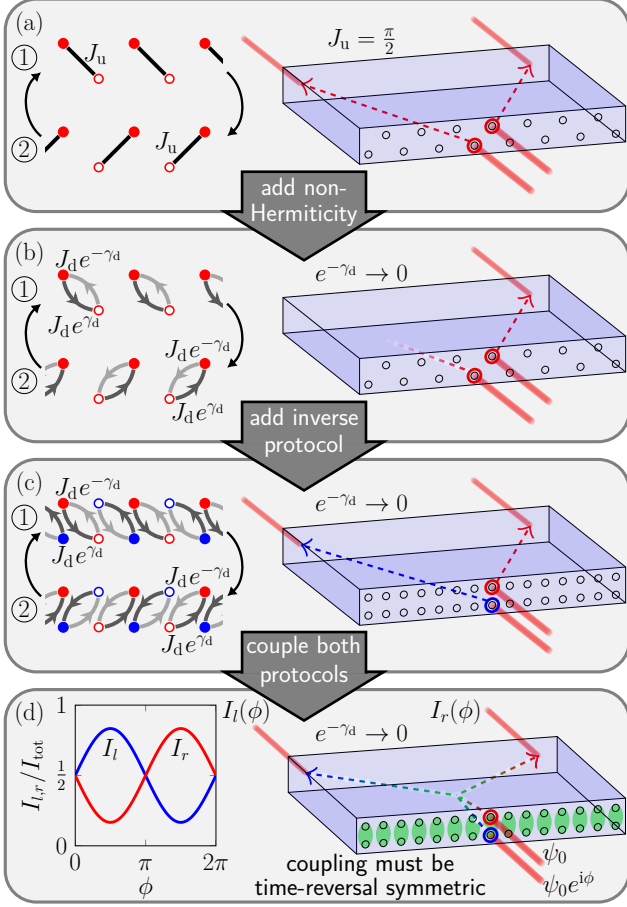 (a)
J_u
J_u = π/2
①
②
J_u
add non-
Hermiticity
(b)
J_d e^{−γ_d}
e^{−γ_d} → 0
①
J_d e^{γ_d}
J_d e^{−γ_d}
②
J_d e^{γ_d}
add inverse
protocol
(c)
J_d e^{−γ_d}
e^{−γ_d} → 0
①
J_d e^{γ_d}
J_d e^{−γ_d}
②
J_d e^{γ_d}
couple both
protocols
(d)
1
I_l(ϕ)
I_r(ϕ)
e^{−γ_d} → 0
I_l
I_r
I_{l,r}/I_tot
1/2
0
0
π
2π
ϕ
coupling must be
time-reversal symmetric
ψ_0
ψ_0 e^{iϕ}